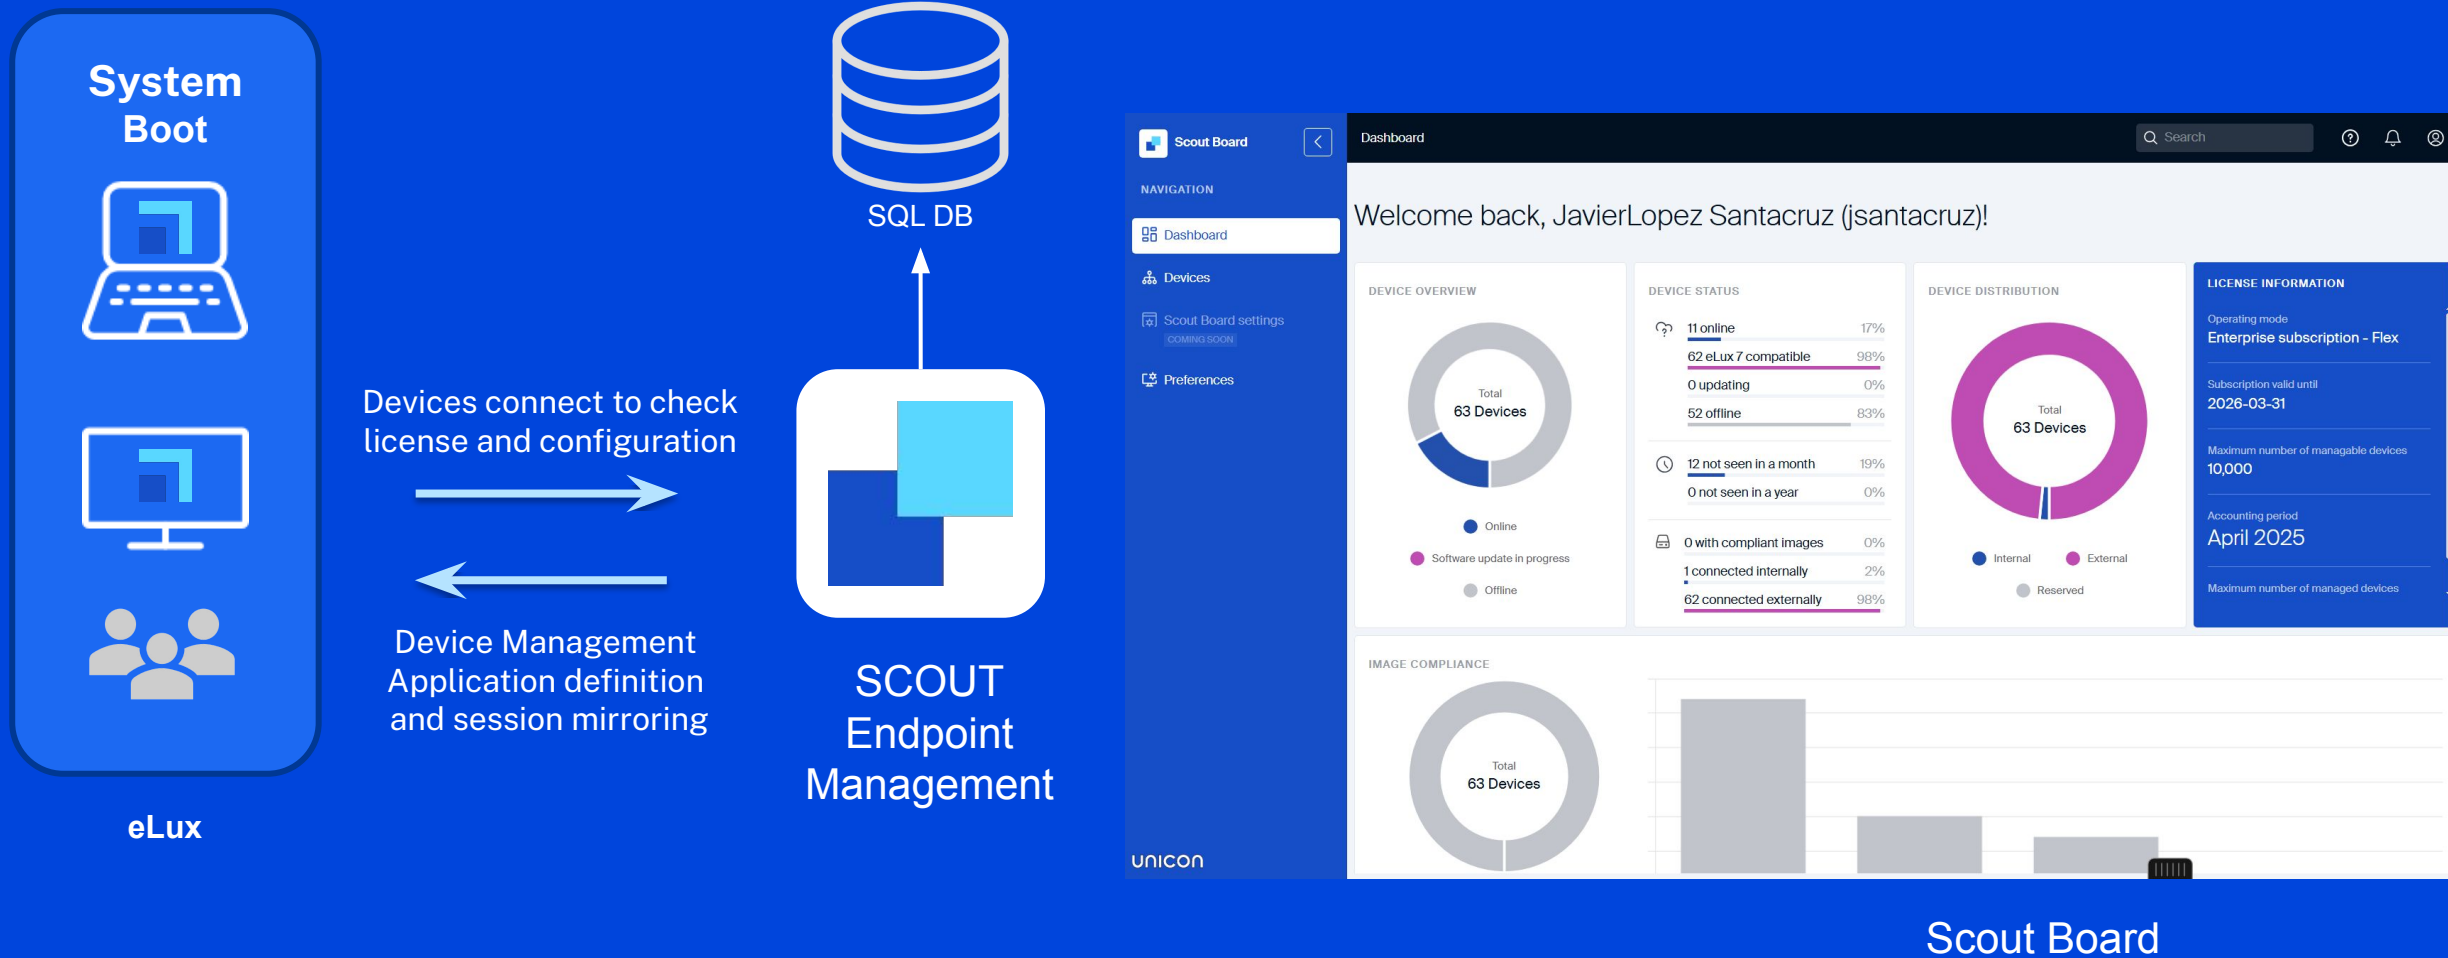 System
Boot
eLux
Devices connect to check
license and configuration
Device Management
Application definition
and session mirroring
SQL DB
SCOUT
Endpoint
Management
Scout Board
NAVIGATION
Dashboard
Devices
Scout Board settings
COMING SOON
Preferences
unicon
Dashboard
Search
Welcome back, JavierLopez Santacruz (jsantacruz)!
DEVICE OVERVIEW
Total
63 Devices
Online
Software update in progress
Offline
DEVICE STATUS
11 online 17%
62 eLux 7 compatible 98%
0 updating 0%
52 offline 83%
12 not seen in a month 19%
0 not seen in a year 0%
0 with compliant images 0%
1 connected internally 2%
62 connected externally 98%
DEVICE DISTRIBUTION
Total
63 Devices
Internal External
Reserved
LICENSE INFORMATION
Operating mode
Enterprise subscription - Flex
Subscription valid until
2026-03-31
Maximum number of managable devices
10,000
Accounting period
April 2025
Maximum number of managed devices
IMAGE COMPLIANCE
Total
63 Devices
Scout Board